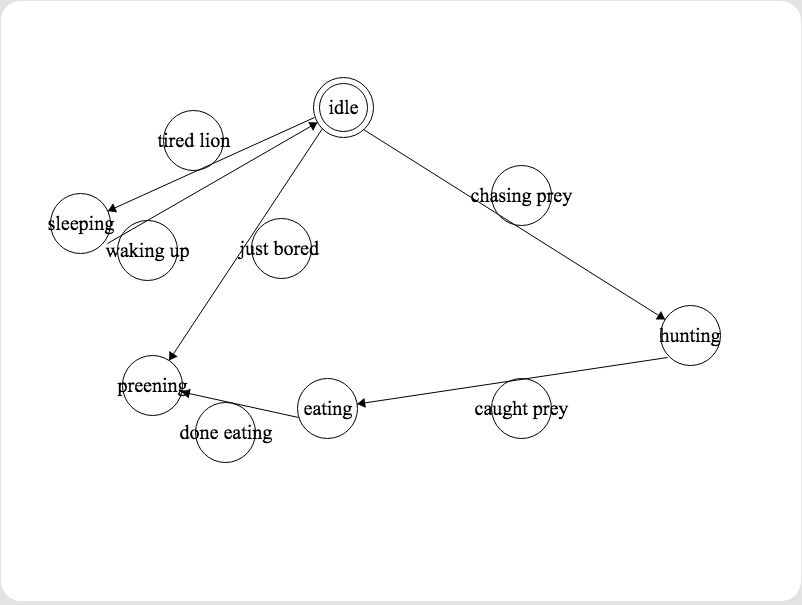 idle
tired lion
chasing prey
sleeping
waking up
just bored
hunting
preening
eating
caught prey
done eating